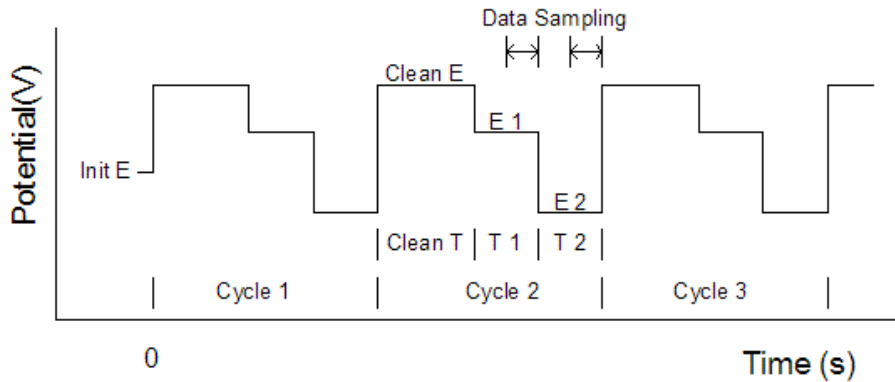 Data Sampling
Clean E
E 1
Init E
E 2
Clean T T 1 T 2
Cycle 1 Cycle 2 Cycle 3
0
Time (s)
Potential(V)